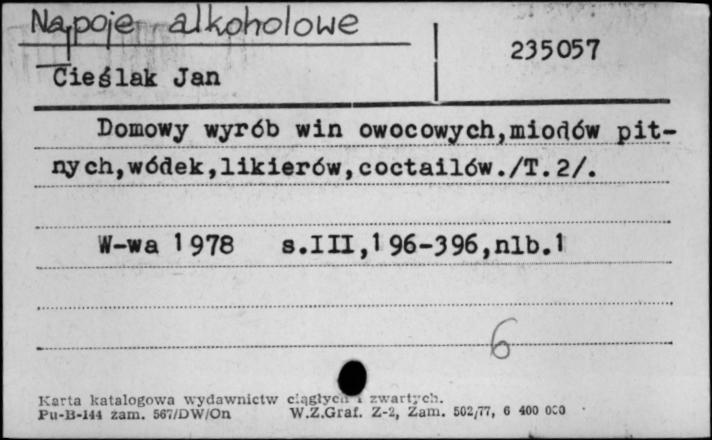 Napoje alkoholowe
235057
Cieślak Jan
Domowy wyrób win owocowych,miodów pit-
nych,wódek,likierów,coctailów./T.2/.
W-wa 1978 s.III,196-396,nlb.1
6
Karta katalogowa wydawnictw ciągłych i zwartych.
Pu-B-144 zam. 567/DW/On W.Z.Graf. Z-2, Zam. 502/77, 6 400 000